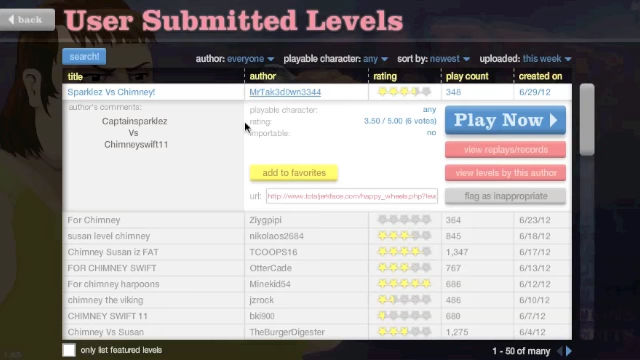 back
User Submitted Levels
search!
author: everyone playable character: any sort by: newest uploaded: this week
title author rating play count created on
Sparklez Vs Chimney! MrTak3d0wn3344 348 6/29/12
author's comments:
Captainsparklez
Vs
Chimneyswift11
playable character: any
rating: 3.50 / 5.00 (6 votes)
importable: no
Play Now
view replays/records
add to favorites
view levels by this author
url:
flag as inappropriate
For Chimney Ziygpipi 364 6/23/12
susan level chimney nikolaos2684 845 6/18/12
Chimney Susan iz FAT TCOOPS16 1,347 6/17/12
FOR CHIMNEY SWIFT OtterCade 767 6/13/12
For chimney harpoons Minekid54 686 6/12/12
chimney the viking jzrock 486 6/10/12
CHIMNEY SWIFT 11 bkl900 680 6/7/12
Chimney Vs Susan TheBurgerDigester 1,275 6/4/12
only list featured levels
1 - 50 of many